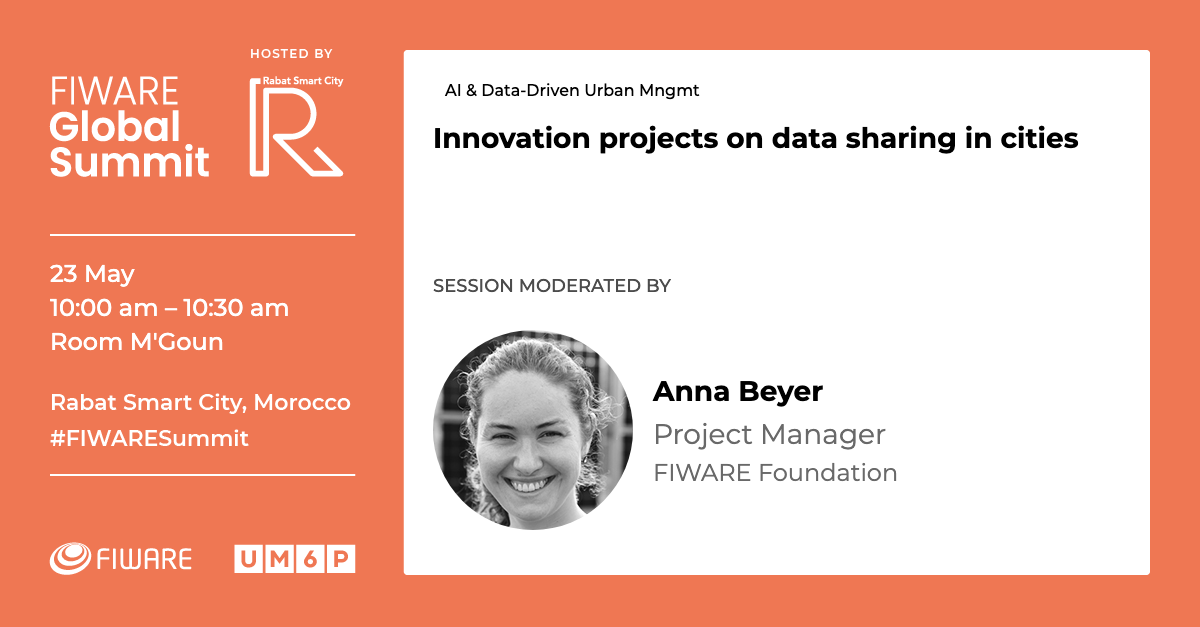 HOSTED BY
FIWARE
Global
Summit
Rabat Smart City
R
23 May
10:00 am – 10:30 am
Room M'Goun
Rabat Smart City, Morocco
#FIWARESummit
FIWARE
UM6P
AI & Data-Driven Urban Mngmt
Innovation projects on data sharing in cities
SESSION MODERATED BY
Anna Beyer
Project Manager
FIWARE Foundation